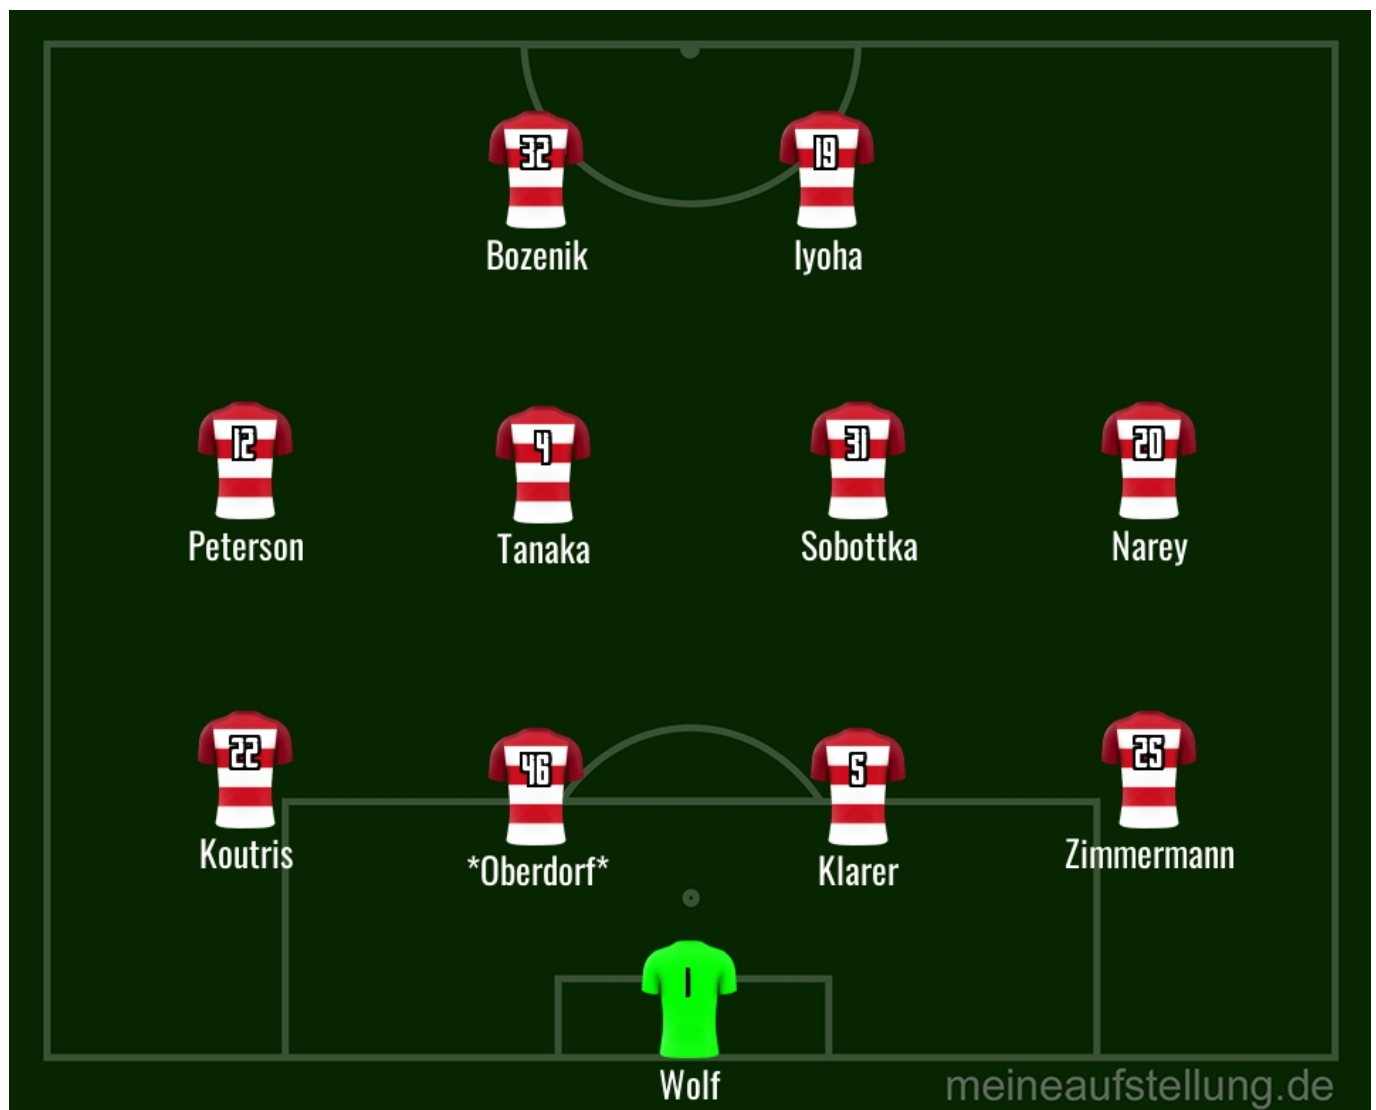 32
19
Bozenik
Iyoha
12
4
31
20
Peterson
Tanaka
Sobottka
Narey
22
46
5
25
Koutris
*Oberdorf*
Klarer
Zimmermann
1
Wolf
meineaufstellung.de